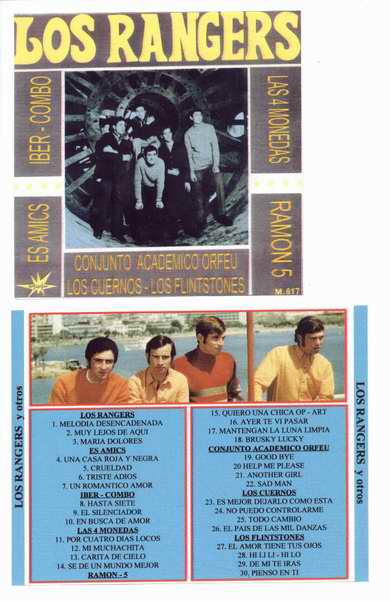 LOS RANGERS
IBER - COMBO
LAS 4 MONEDAS
ES AMICS
RAMON 5
CONJUNTO ACADEMICO ORFEU
LOS CUERNOS - LOS FLINTSTONES
M. 617
LOS RANGERS y otros
LOS RANGERS
1. MELODIA DESENCADENADA
2. MUY LEJOS DE AQUI
3. MARIA DOLORES
ES AMICS
4. UNA CASA ROJA Y NEGRA
5. CRUELDAD
6. TRISTE ADIOS
7. UN ROMANTICO AMOR
IBER - COMBO
8. HASTA SIETE
9. EL SILENCIADOR
10. EN BUSCA DE AMOR
LAS 4 MONEDAS
11. POR CUATRO DIAS LOCOS
12. MI MUCHACHITA
13. CARITA DE CIELO
14. SE DE UN MUNDO MEJOR
RAMON - 5
15. QUIERO UNA CHICA OP - ART
16. AYER TE VI PASAR
17. MANTENGAN LA LUNA LIMPIA
18. BRUSKY LUCKY
CONJUNTO ACADEMICO ORFEU
19. GOOD BYE
20 HELP ME PLEASE
21. ANOTHER GIRL
22. SAD MAN
LOS CUERNOS
23. ES MEJOR DEJARLO COMO ESTA
24. NO PUEDO CONTROLARME
25. TODO CAMBIO
26. EL PAIS DE LAS MIL DANZAS
LOS FLINTSTONES
27. EL AMOR TIENE TUS OJOS
28. HI LI LI - HI LO
29. DE MI TE IRAS
30. PIENSO EN TI
LOS RANGERS y otros